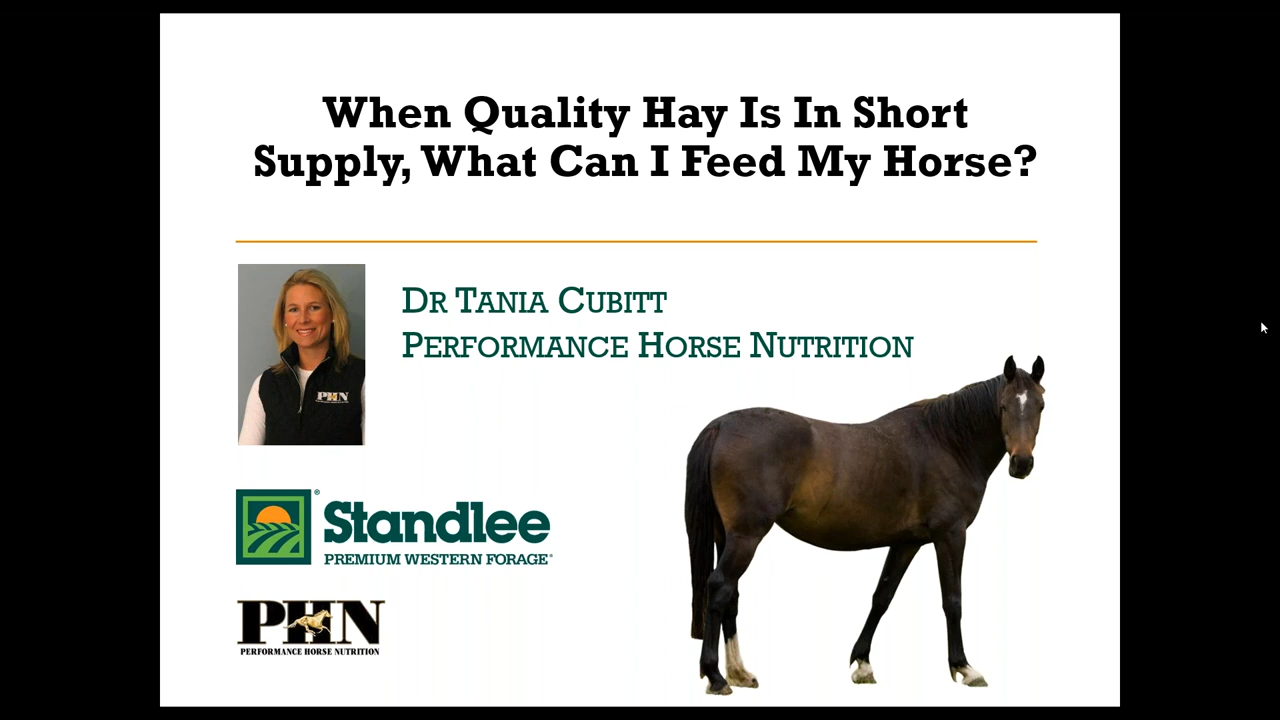 When Quality Hay Is In Short
Supply, What Can I Feed My Horse?
DR TANIA CUBITT
PERFORMANCE HORSE NUTRITION
PHN
Standlee®
PREMIUM WESTERN FORAGE®
PHN
PERFORMANCE HORSE NUTRITION